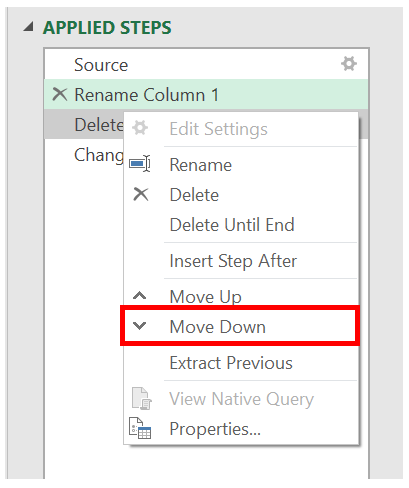 APPLIED STEPS
Source
Rename Column 1
Delete
Chang
Edit Settings
Rename
Delete
Delete Until End
Insert Step After
Move Up
Move Down
Extract Previous
View Native Query
Properties...